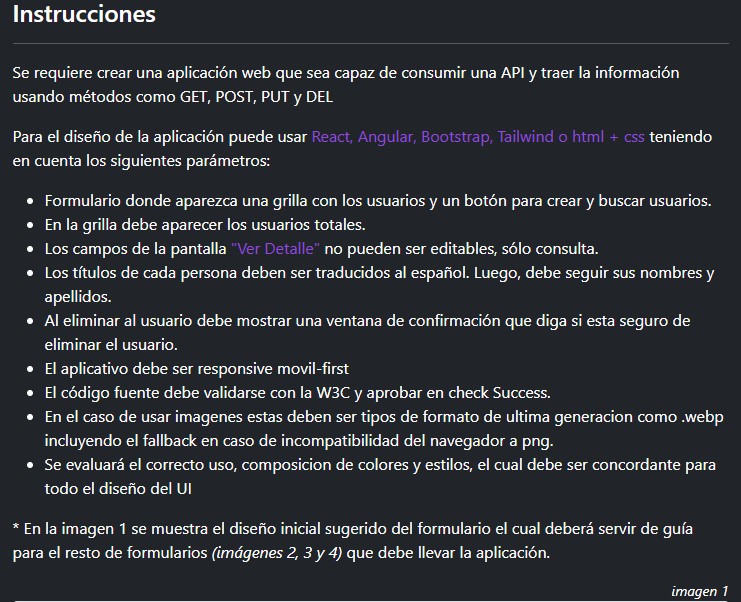 Instrucciones
Se requiere crear una aplicación web que sea capaz de consumir una API y traer la información
usando métodos como GET, POST, PUT y DEL
Para el diseño de la aplicación puede usar React, Angular, Bootstrap, Tailwind o html + css teniendo
en cuenta los siguientes parámetros:
• Formulario donde aparezca una grilla con los usuarios y un botón para crear y buscar usuarios.
• En la grilla debe aparecer los usuarios totales.
• Los campos de la pantalla "Ver Detalle" no pueden ser editables, sólo consulta.
• Los títulos de cada persona deben ser traducidos al español. Luego, debe seguir sus nombres y
apellidos.
• Al eliminar al usuario debe mostrar una ventana de confirmación que diga si esta seguro de
eliminar el usuario.
• El aplicativo debe ser responsive movil-first
• El código fuente debe validarse con la W3C y aprobar en check Success.
• En el caso de usar imagenes estas deben ser tipos de formato de ultima generacion como .webp
incluyendo el fallback en caso de incompatibilidad del navegador a png.
• Se evaluará el correcto uso, composicion de colores y estilos, el cual debe ser concordante para
todo el diseño del UI
* En la imagen 1 se muestra el diseño inicial sugerido del formulario el cual deberá servir de guía
para el resto de formularios (imágenes 2, 3 y 4) que debe llevar la aplicación.
imagen 1